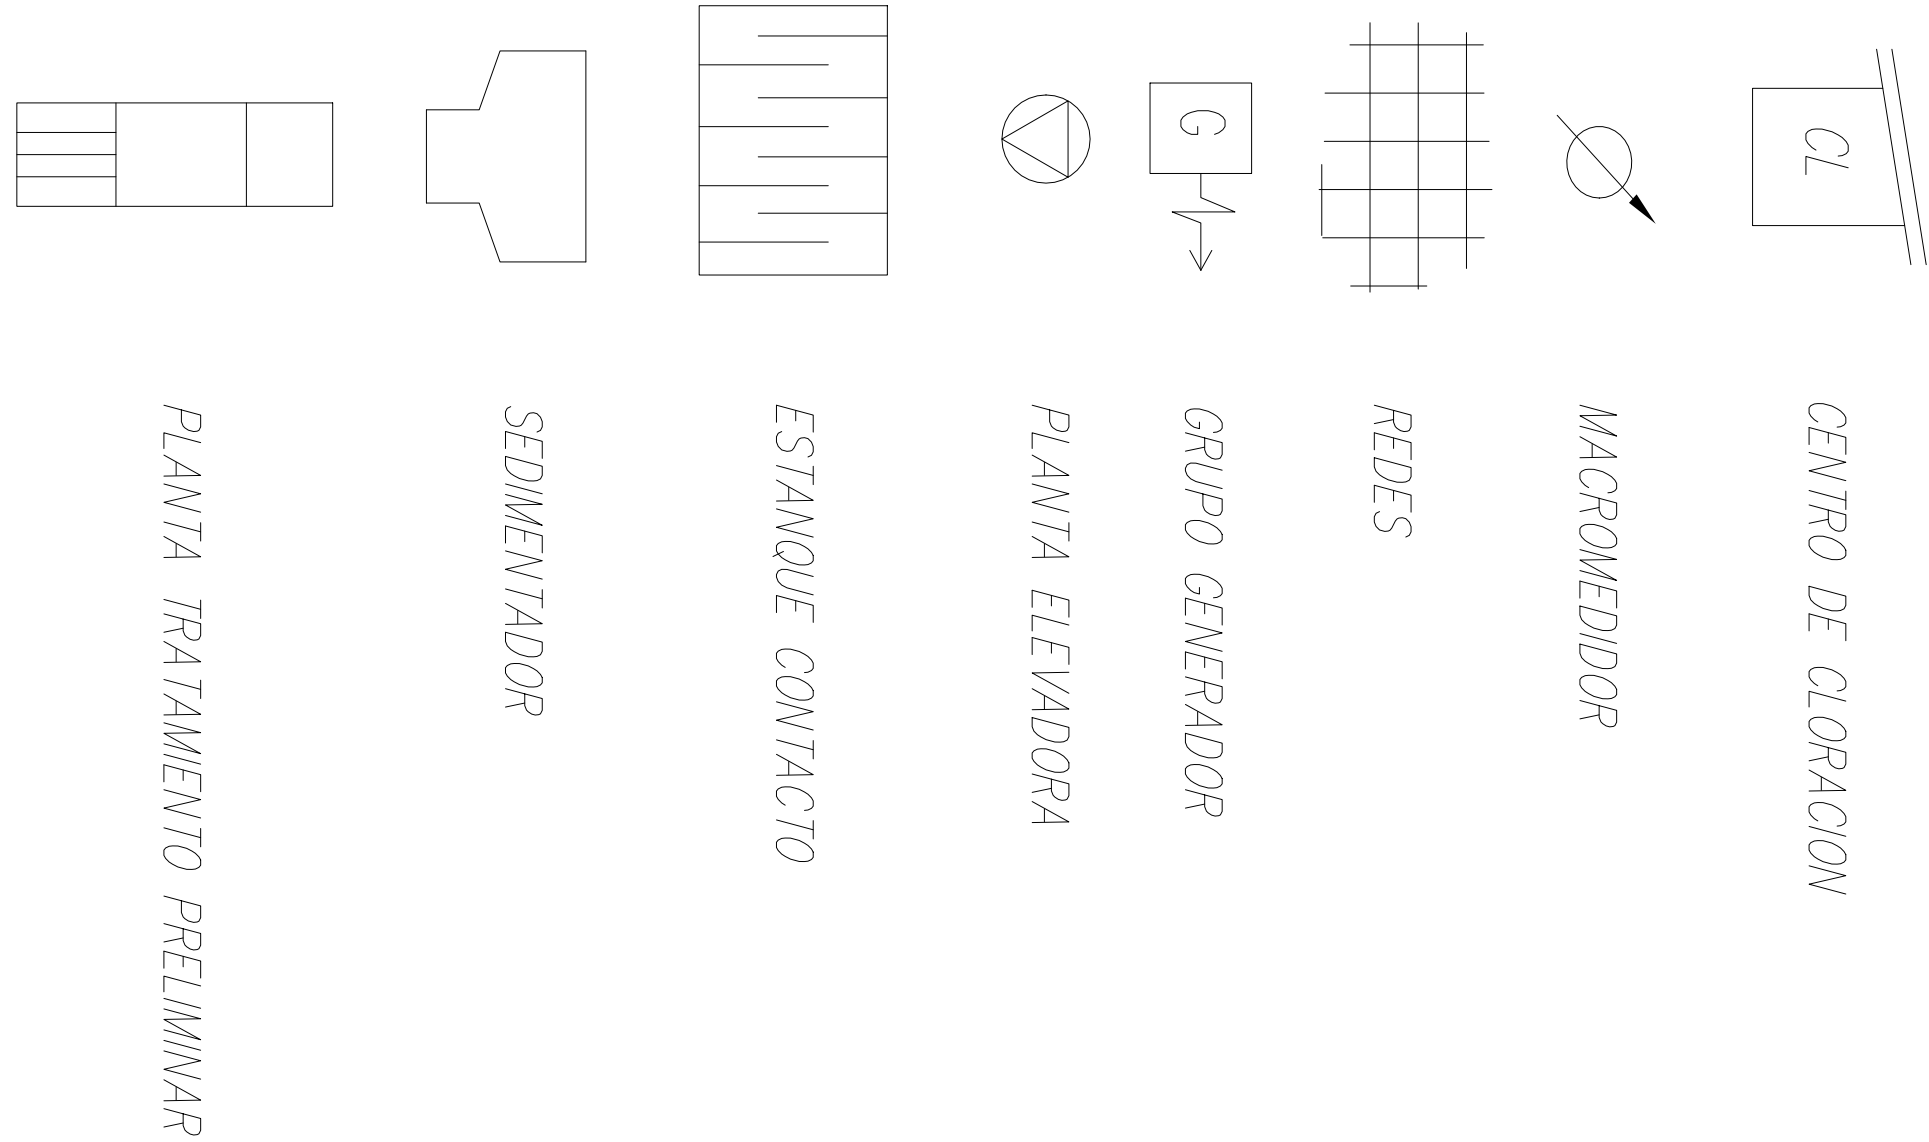 CL
CENTRO DE CLORACION
MACROMEDIDOR
REDES
G
GRUPO GENERADOR
PLANTA ELEVADORA
ESTANQUE CONTACTO
SEDIMENTADOR
PLANTA TRATAMIENTO PRELIMINAR